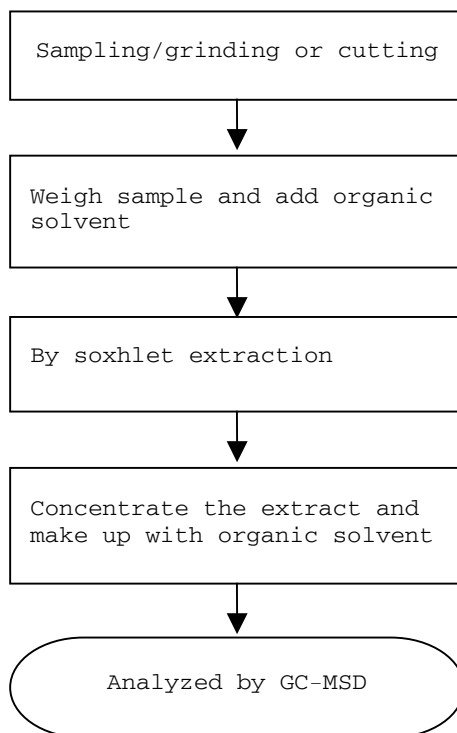 Sampling/grinding or cutting
Weigh sample and add organic
solvent
By soxhlet extraction
Concentrate the extract and
make up with organic solvent
Analyzed by GC-MSD